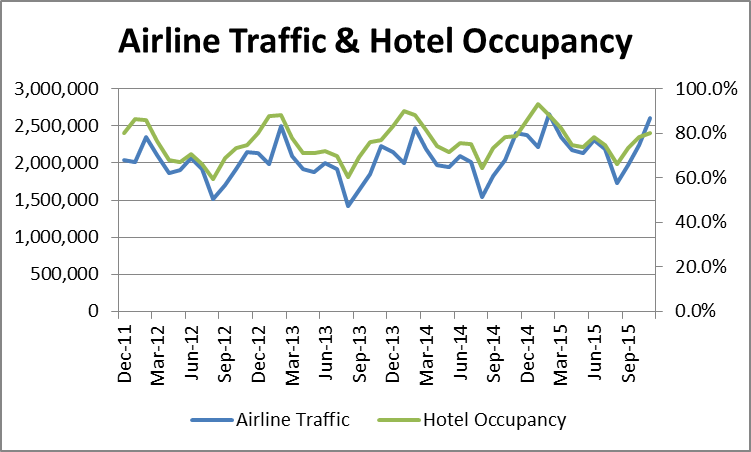 Airline Traffic & Hotel Occupancy
3,000,000
2,500,000
2,000,000
1,500,000
1,000,000
500,000
0
100.0%
80.0%
60.0%
40.0%
20.0%
0.0%
Dec-11
Mar-12
Jun-12
Sep-12
Dec-12
Mar-13
Jun-13
Sep-13
Dec-13
Mar-14
Jun-14
Sep-14
Dec-14
Mar-15
Jun-15
Sep-15
Airline Traffic
Hotel Occupancy